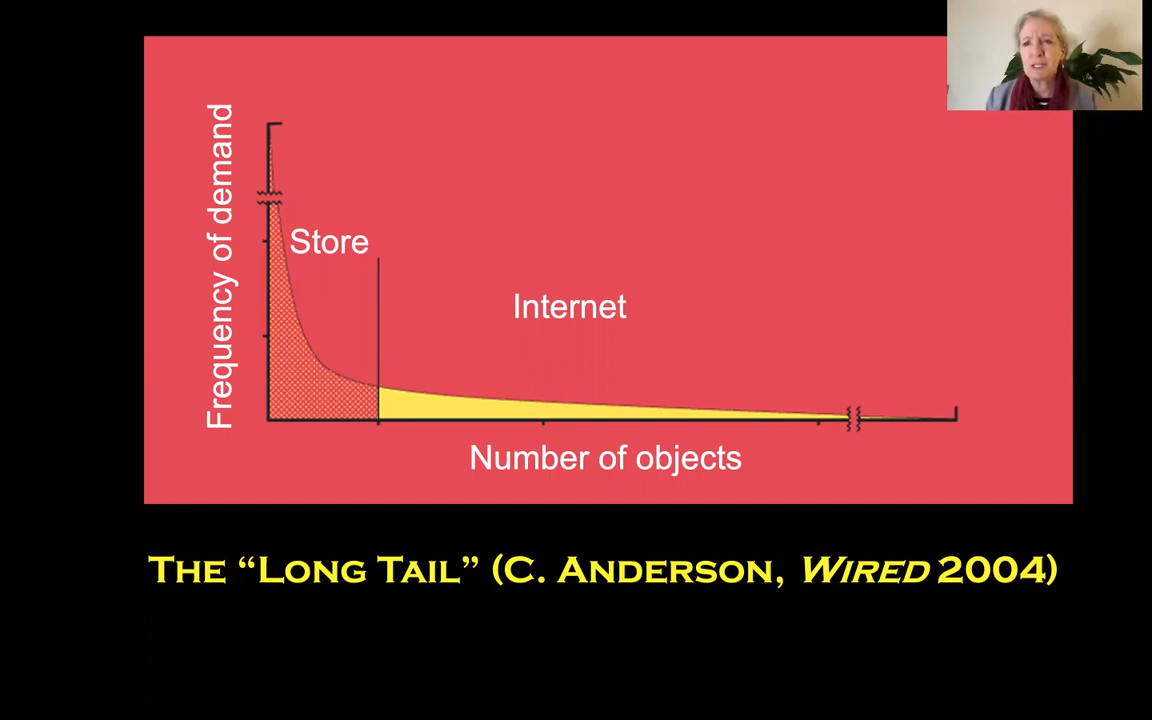 Frequency of demand
Store
Internet
Number of objects
The “Long Tail” (C. Anderson, Wired 2004)